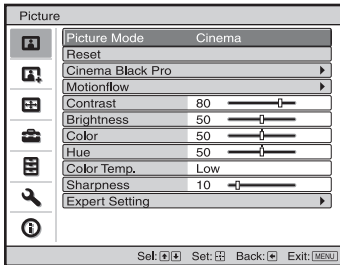 Picture
Picture Mode Cinema
Reset
Cinema Black Pro
Motionflow
Contrast 80
Brightness 50
Color 50
Hue 50
Color Temp. Low
Sharpness 10
Expert Setting
Sel: Set: Back: Exit: MENU